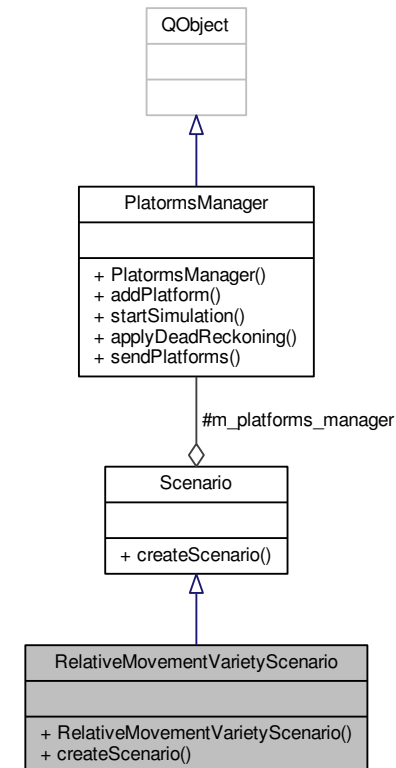 QObject
PlatormsManager
+ PlatormsManager()
+ addPlatform()
+ startSimulation()
+ applyDeadReckoning()
+ sendPlatforms()
#m_platforms_manager
Scenario
+ createScenario()
RelativeMovementVarietyScenario
+ RelativeMovementVarietyScenario()
+ createScenario()